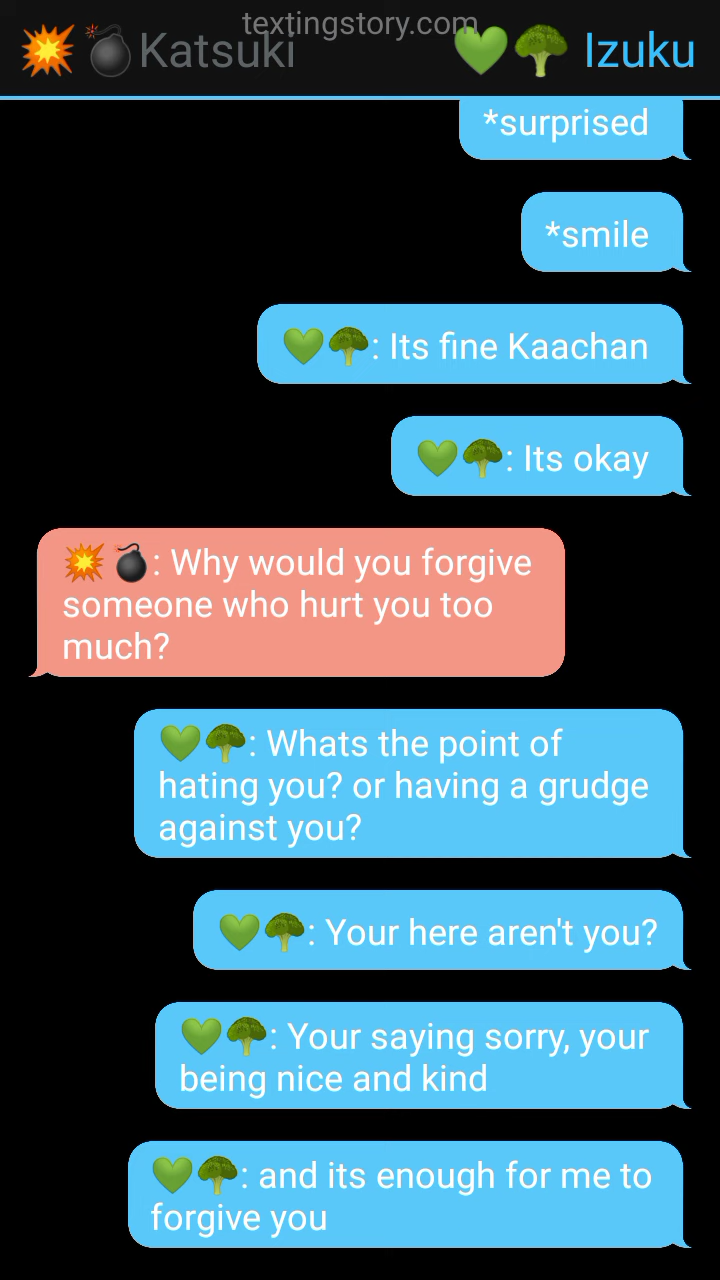 textingstory.com
💥💣Katsuki
💚🥦 Izuku
*surprised
*smile
💚🥦: Its fine Kaachan
💚🥦: Its okay
💥💣: Why would you forgive
someone who hurt you too
much?
💚🥦: Whats the point of
hating you? or having a grudge
against you?
💚🥦: Your here aren't you?
💚🥦: Your saying sorry, your
being nice and kind
💚🥦: and its enough for me to
forgive you